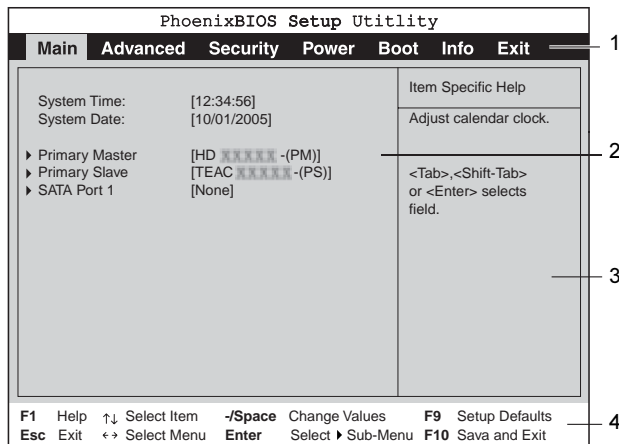 PhoenixBIOS Setup Utitlity
Main Advanced Security Power Boot Info Exit 1
System Time: [12:34:56]
System Date: [10/01/2005]
Primary Master [HD XXXXX -(PM)] 2
Primary Slave [TEAC XXXXX -(PS)]
SATA Port 1 [None]
Item Specific Help
Adjust calendar clock.
<Tab>,<Shift-Tab>
or <Enter> selects
field.
3
F1 Help ↑↓ Select Item -/Space Change Values F9 Setup Defaults
Esc Exit ←→ Select Menu Enter Select ▶ Sub-Menu F10 Sava and Exit
4